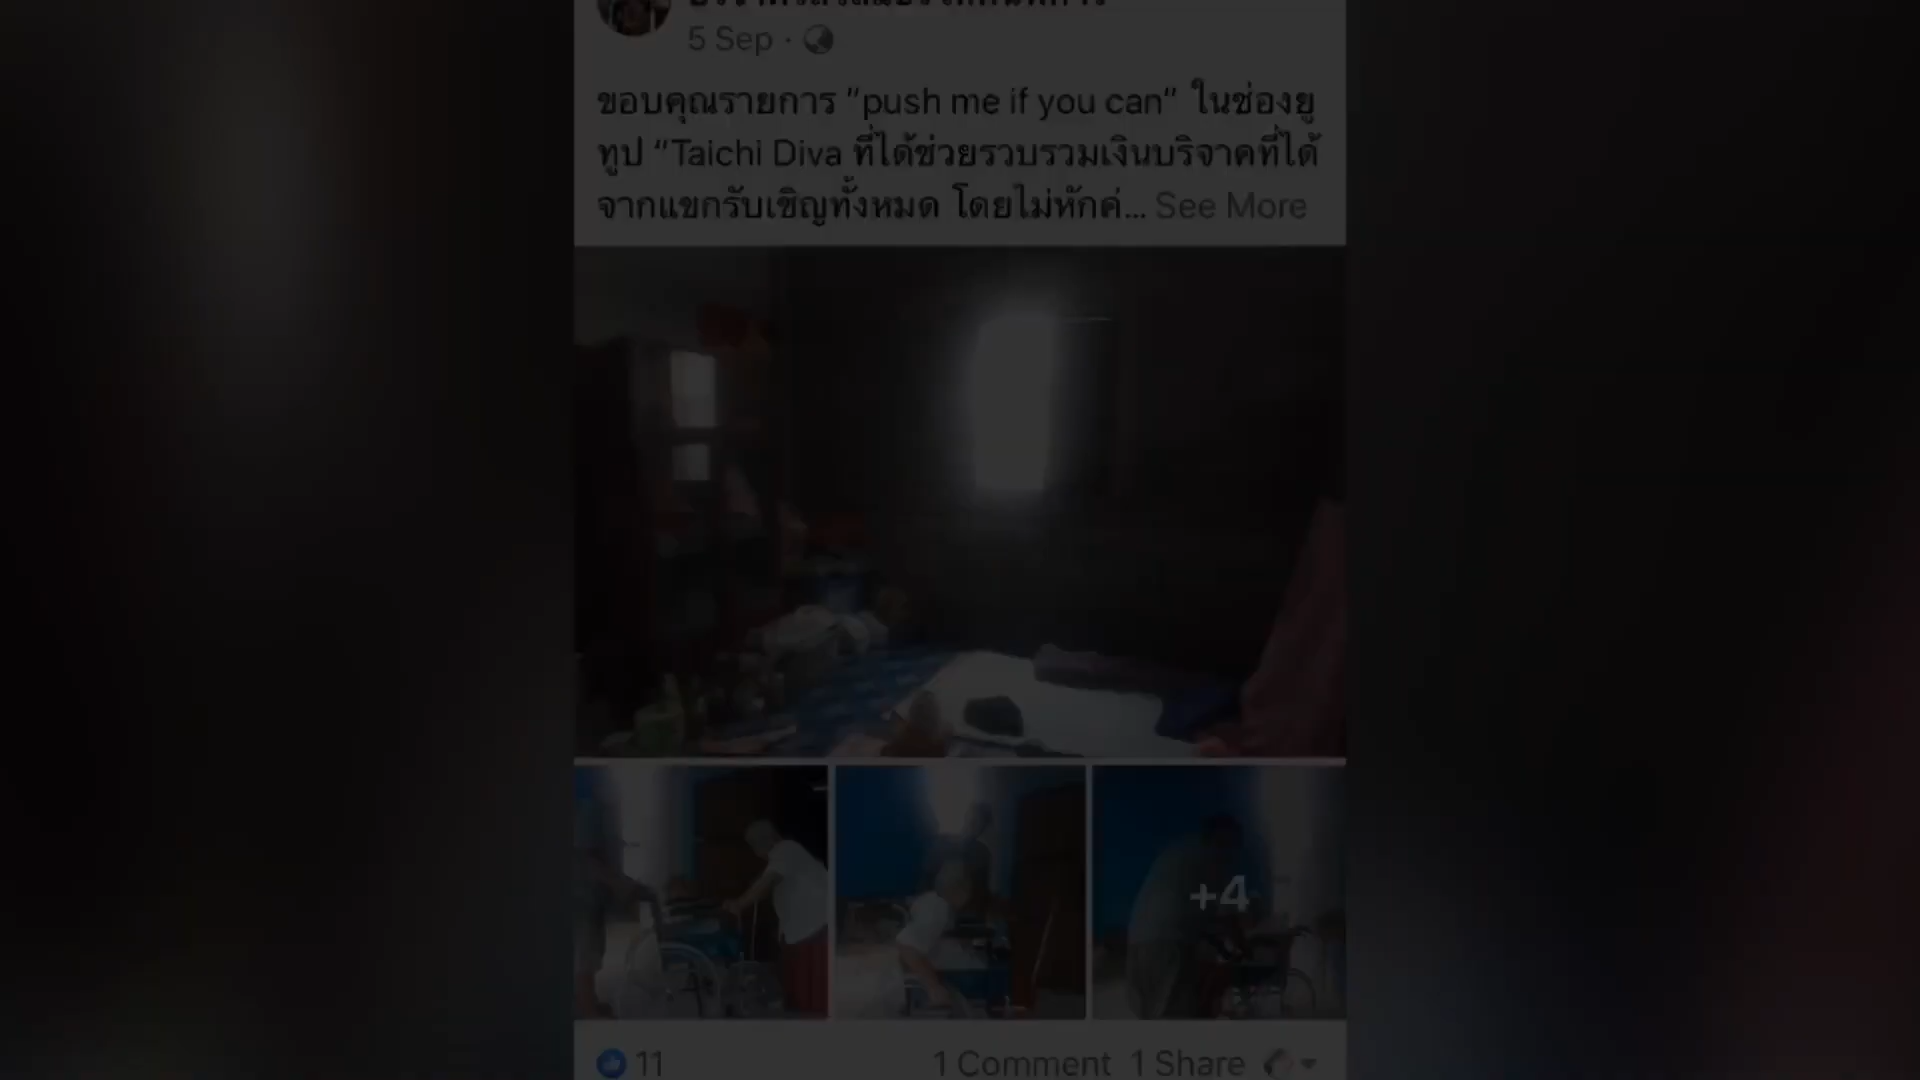 5 Sep ·
ขอบคุณรายการ “push me if you can” ในช่องยู
ทูป “Taichi Diva ที่ได้ช่วยรวบรวมเงินบริจาคที่ได้
จากแขกรับเชิญทั้งหมด โดยไม่หักค่... See More
+4
11 1 Comment 1 Share